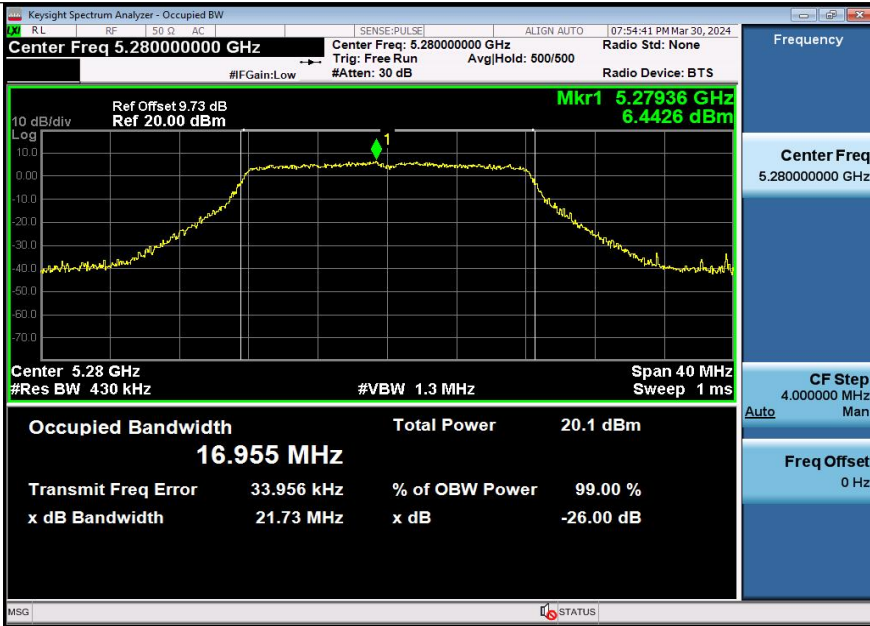 Keysight Spectrum Analyzer - Occupied BW
LXI RL RF 50 Ω AC SENSE:PULSE ALIGN AUTO 07:54:41 PM Mar 30, 2024
Center Freq 5.280000000 GHz
Center Freq: 5.280000000 GHz
Radio Std: None
Trig: Free Run Avg|Hold: 500/500
#IFGain:Low #Atten: 30 dB Radio Device: BTS
Frequency
Ref Offset 9.73 dB
Mkr1 5.27936 GHz
10 dB/div Ref 20.00 dBm
6.4426 dBm
Log
1
10.0
0.00
-10.0
-20.0
-30.0
-40.0
-50.0
-60.0
-70.0
Center 5.28 GHz Span 40 MHz
#Res BW 430 kHz #VBW 1.3 MHz Sweep 1 ms
Occupied Bandwidth Total Power 20.1 dBm
16.955 MHz
Transmit Freq Error 33.956 kHz % of OBW Power 99.00 %
x dB Bandwidth 21.73 MHz x dB -26.00 dB
Center Freq
5.280000000 GHz
CF Step
4.000000 MHz
Auto Man
Freq Offset
0 Hz
MSG STATUS